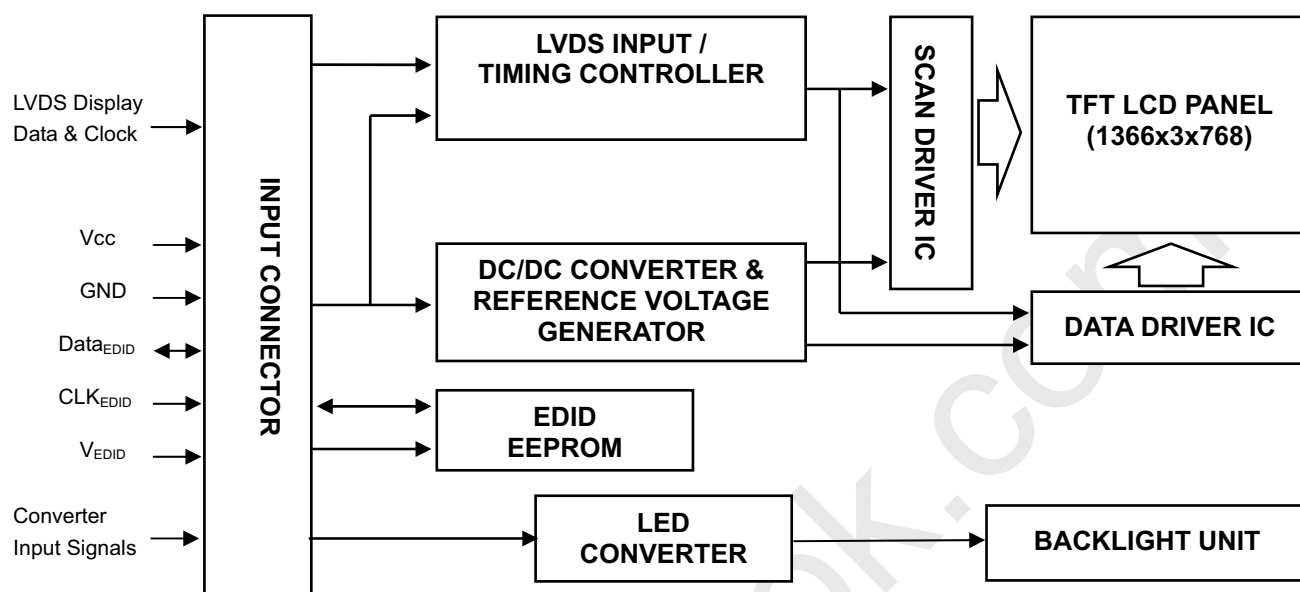 LVDS Display
Data & Clock
Vcc
GND
DataEDID
CLKEDID
VEDID
Converter
Input Signals
INPUT CONNECTOR
LVDS INPUT /
TIMING CONTROLLER
DC/DC CONVERTER &
REFERENCE VOLTAGE
GENERATOR
EDID
EEPROM
LED
CONVERTER
SCAN DRIVER IC
TFT LCD PANEL
(1366x3x768)
DATA DRIVER IC
BACKLIGHT UNIT